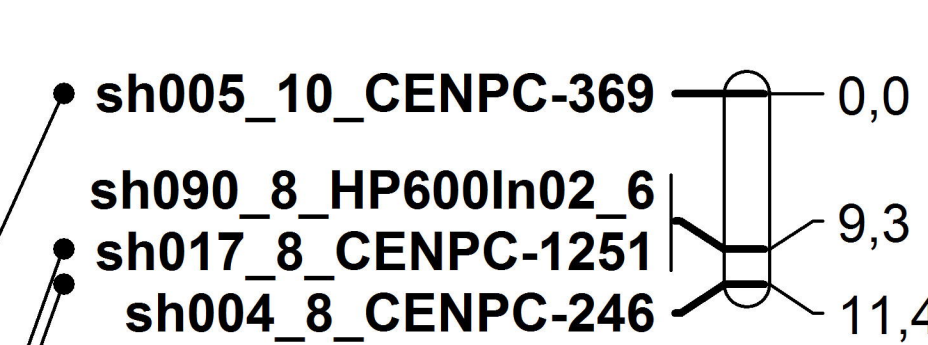 sh005_10_CENPC-369 0,0
sh090_8_HP600In02_6
sh017_8_CENPC-1251 9,3
sh004_8_CENPC-246 11,4